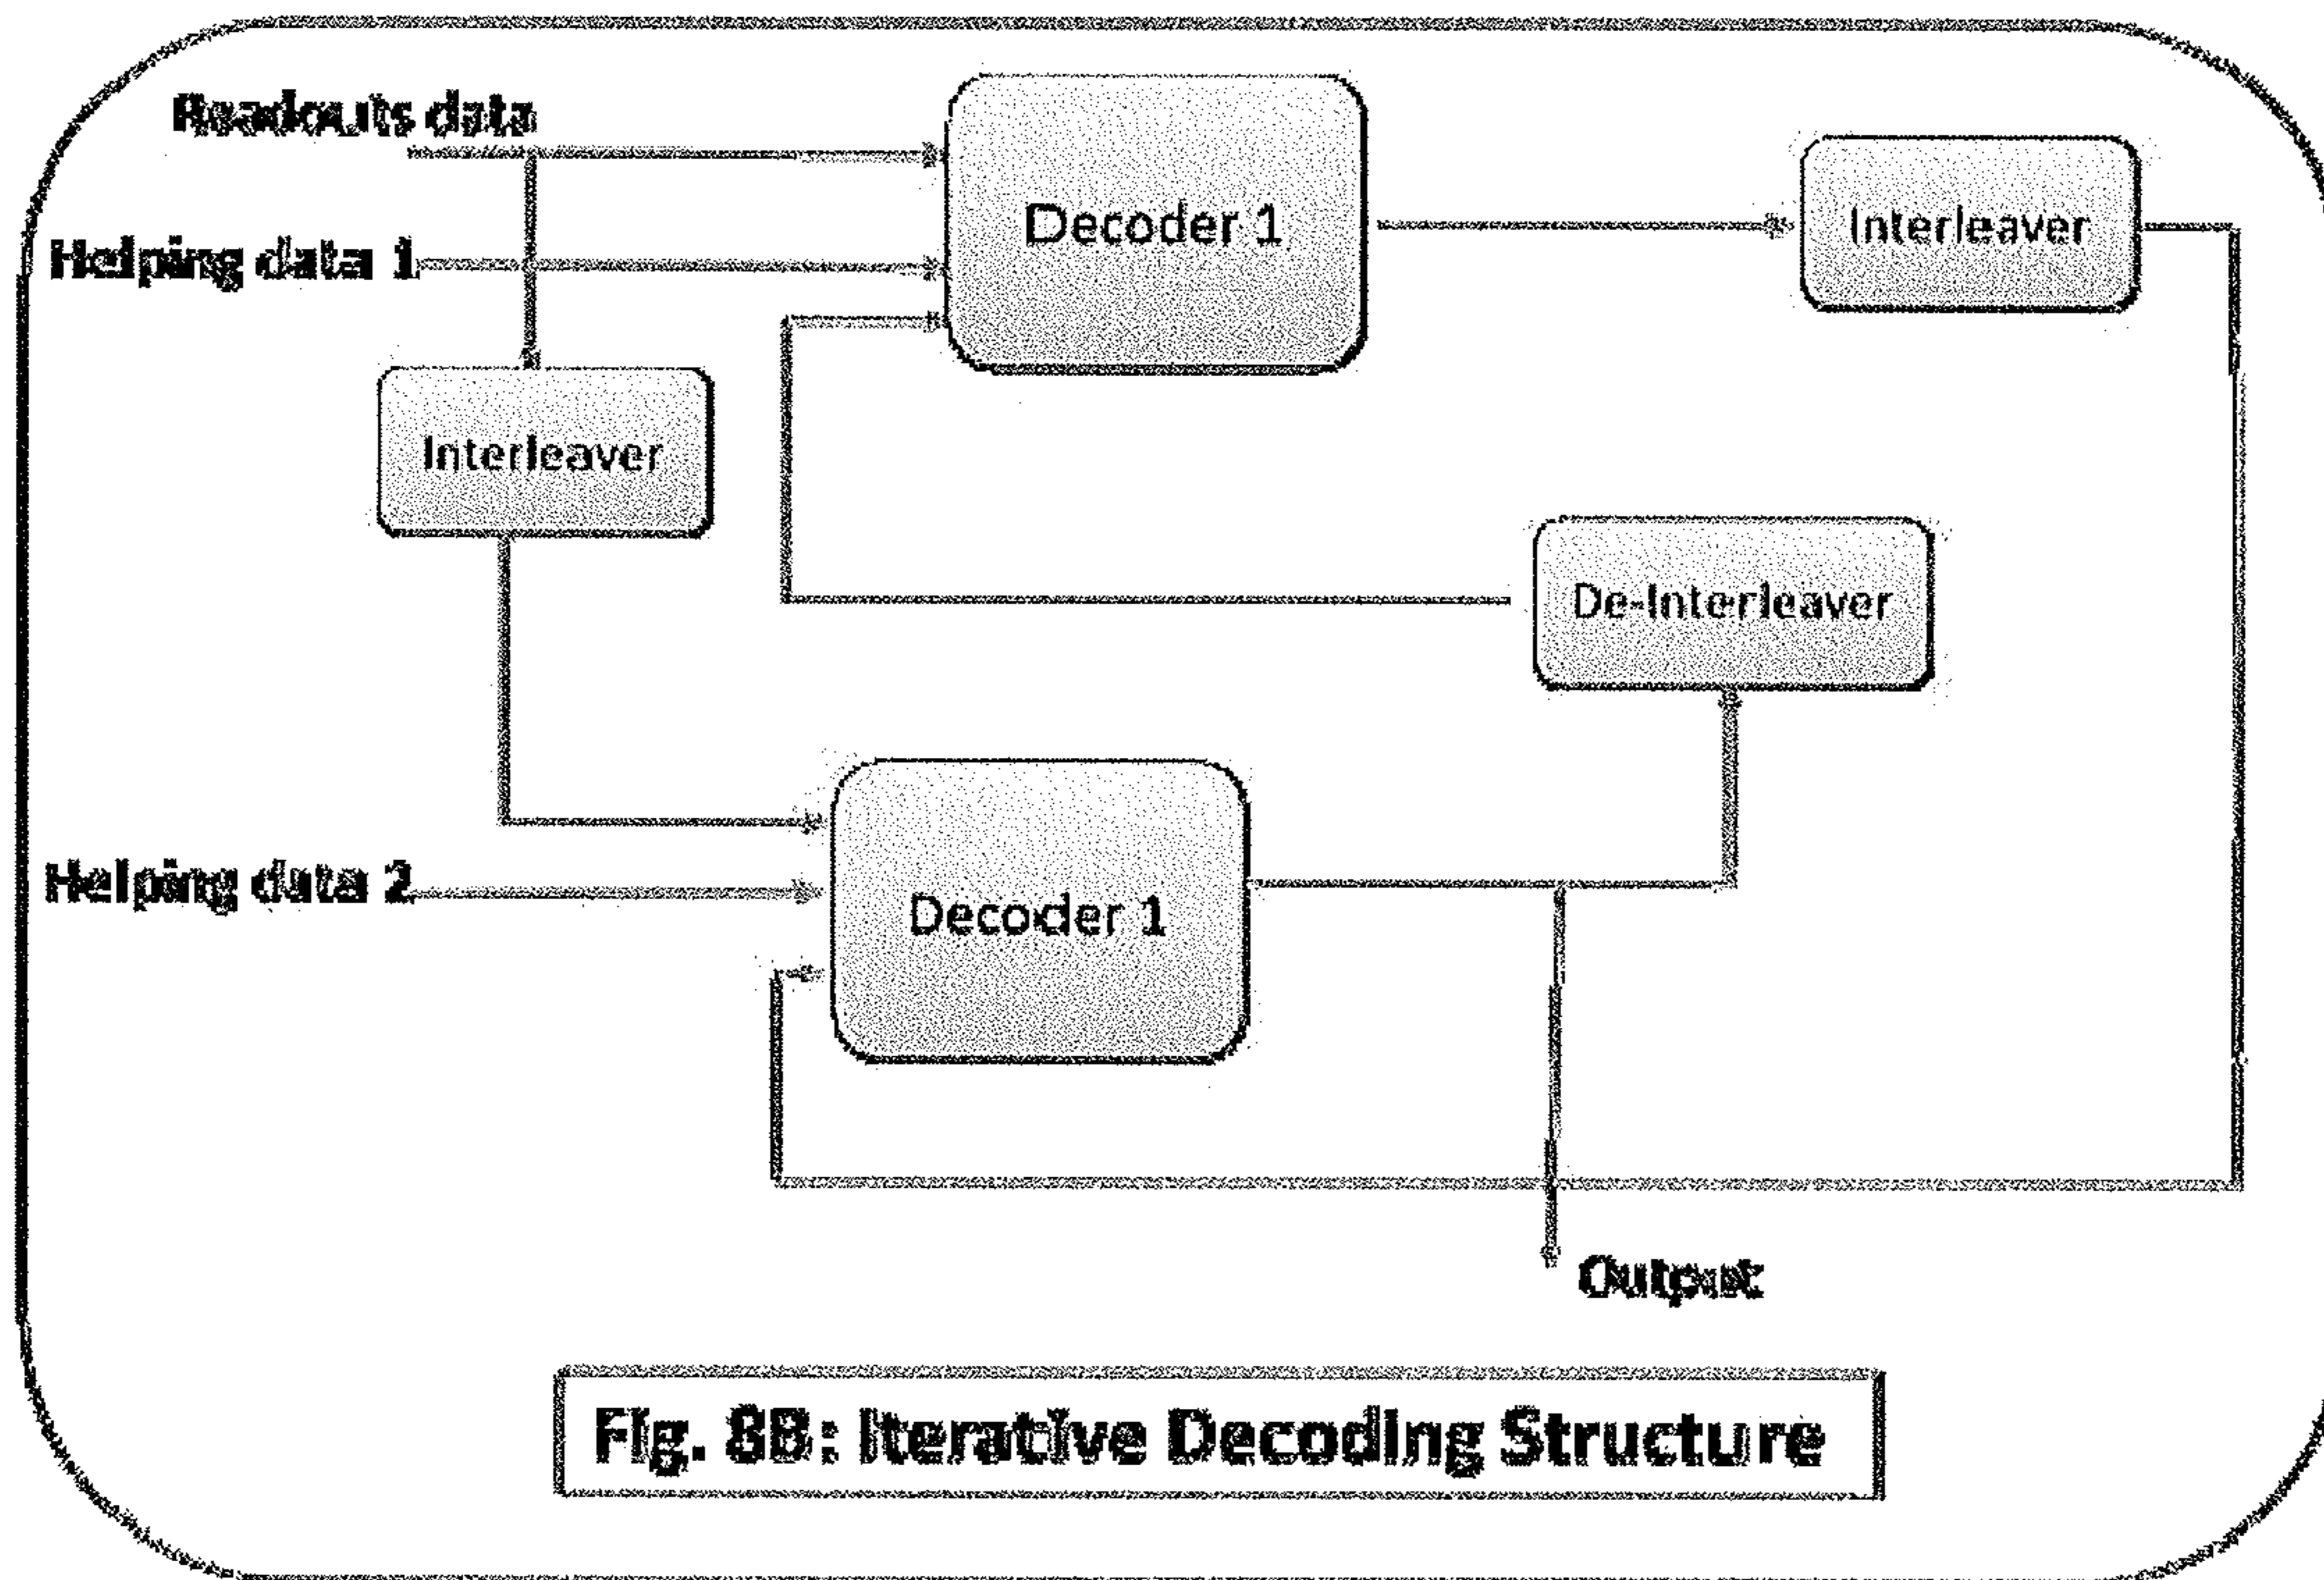 Readouts data
Decoder 1
Interleaver
Helping data 1
Interleaver
De-Interleaver
Helping data 2
Decoder 1
Output
Fig. 8B: Iterative Decoding Structure